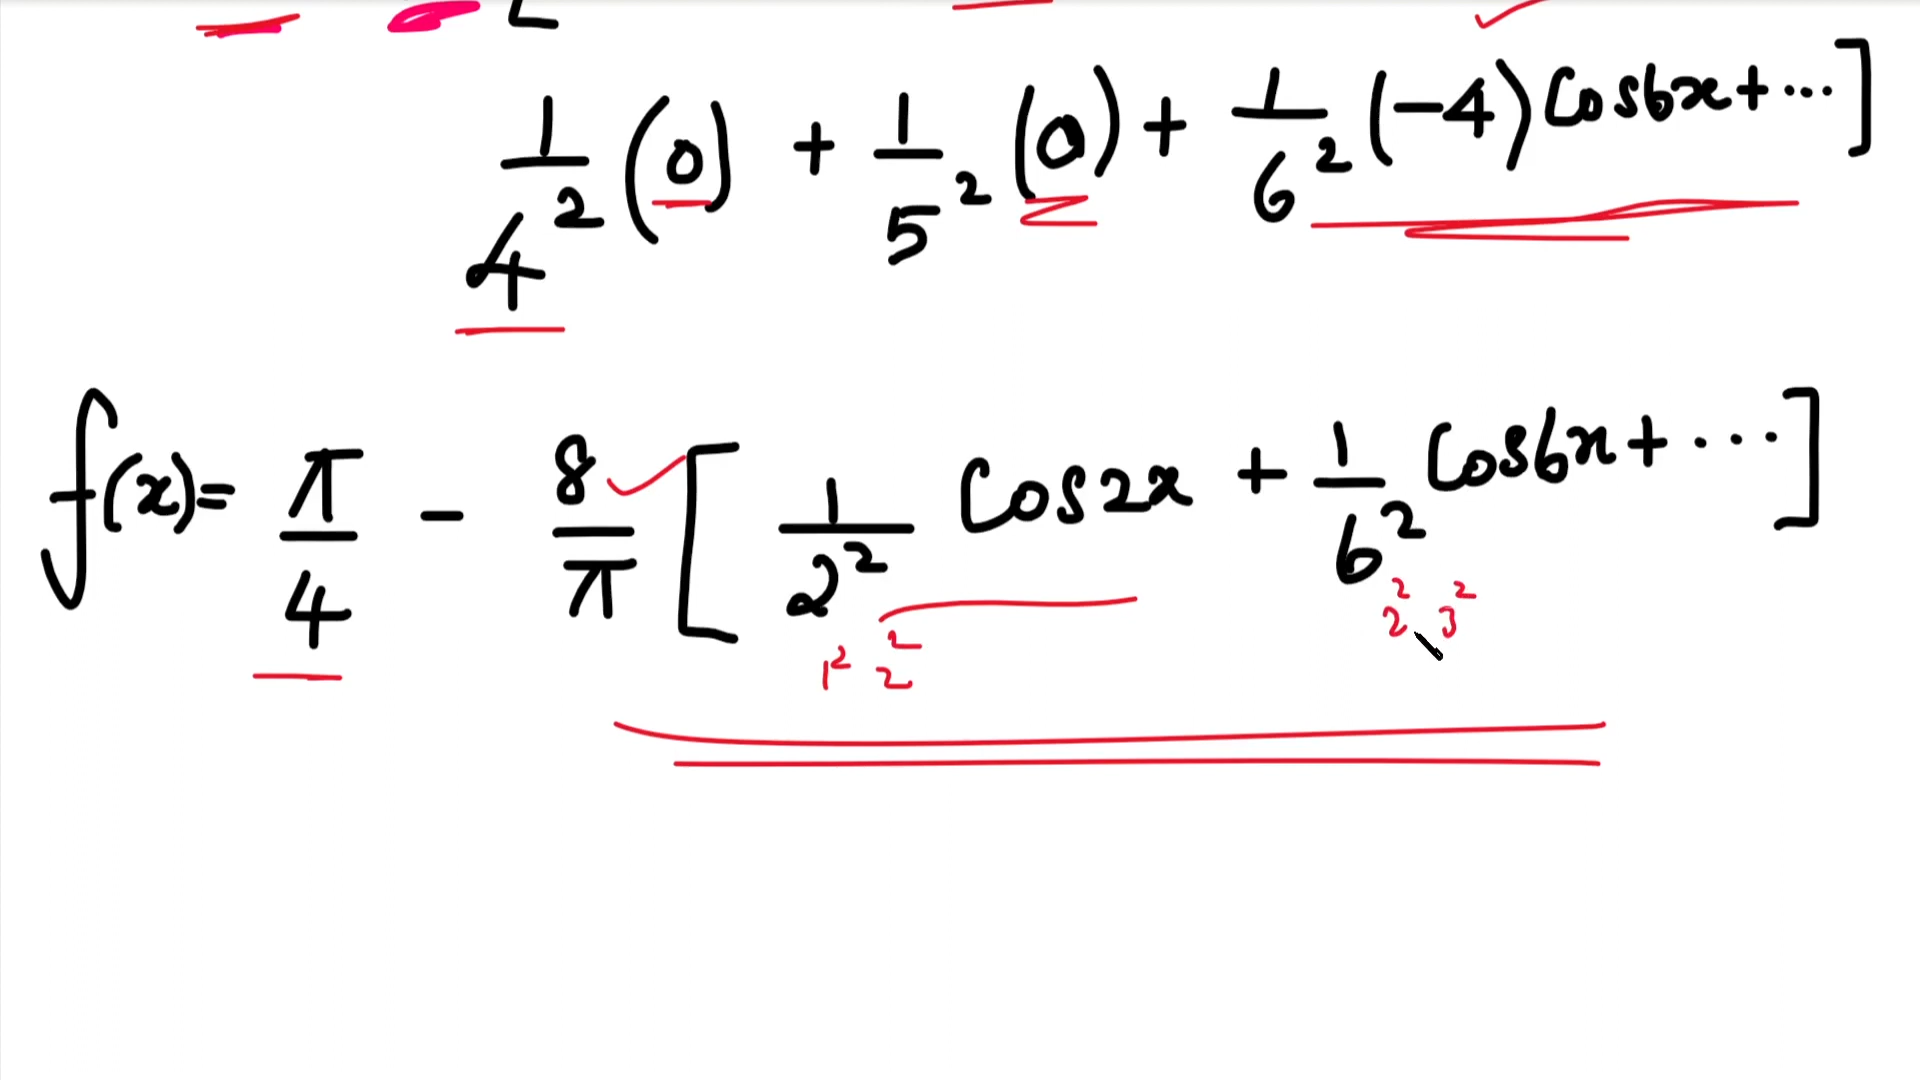 1/4² (0) + 1/5² (0) + 1/6² (-4) Cos6x + ...]
f(x) = π/4 - 8/π [ 1/2² Cos2x + 1/6² Cos6x + ...]
1² 2² 2² 3²